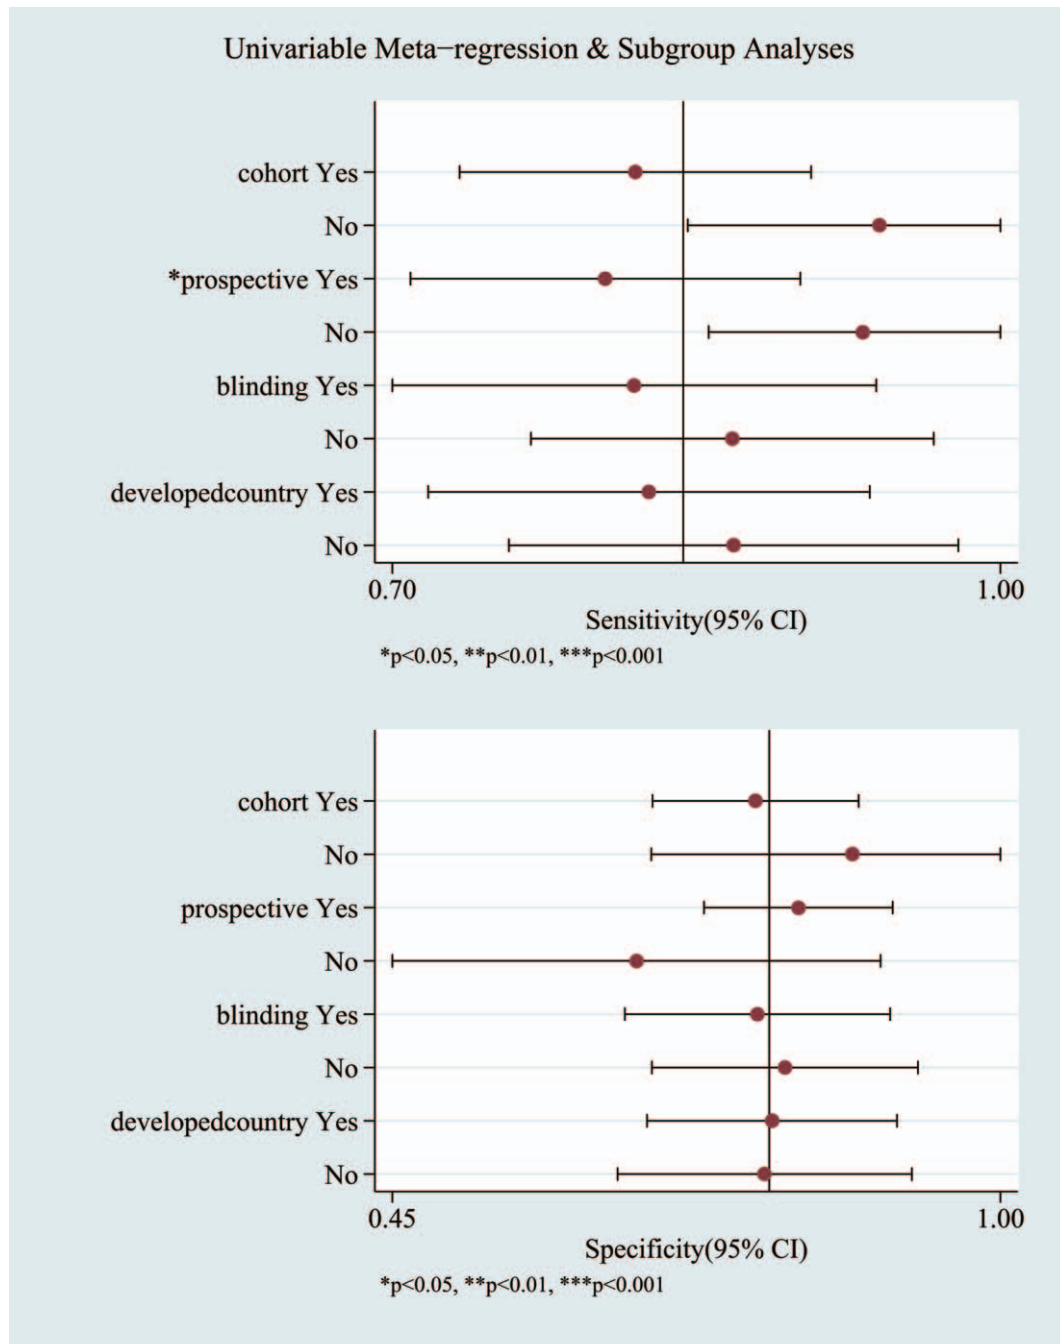 Univariable Meta−regression & Subgroup Analyses
cohort Yes
No
*prospective Yes
No
blinding Yes
No
developedcountry Yes
No
0.70 1.00
Sensitivity(95% CI)
*p<0.05, **p<0.01, ***p<0.001
cohort Yes
No
prospective Yes
No
blinding Yes
No
developedcountry Yes
No
0.45 1.00
Specificity(95% CI)
*p<0.05, **p<0.01, ***p<0.001